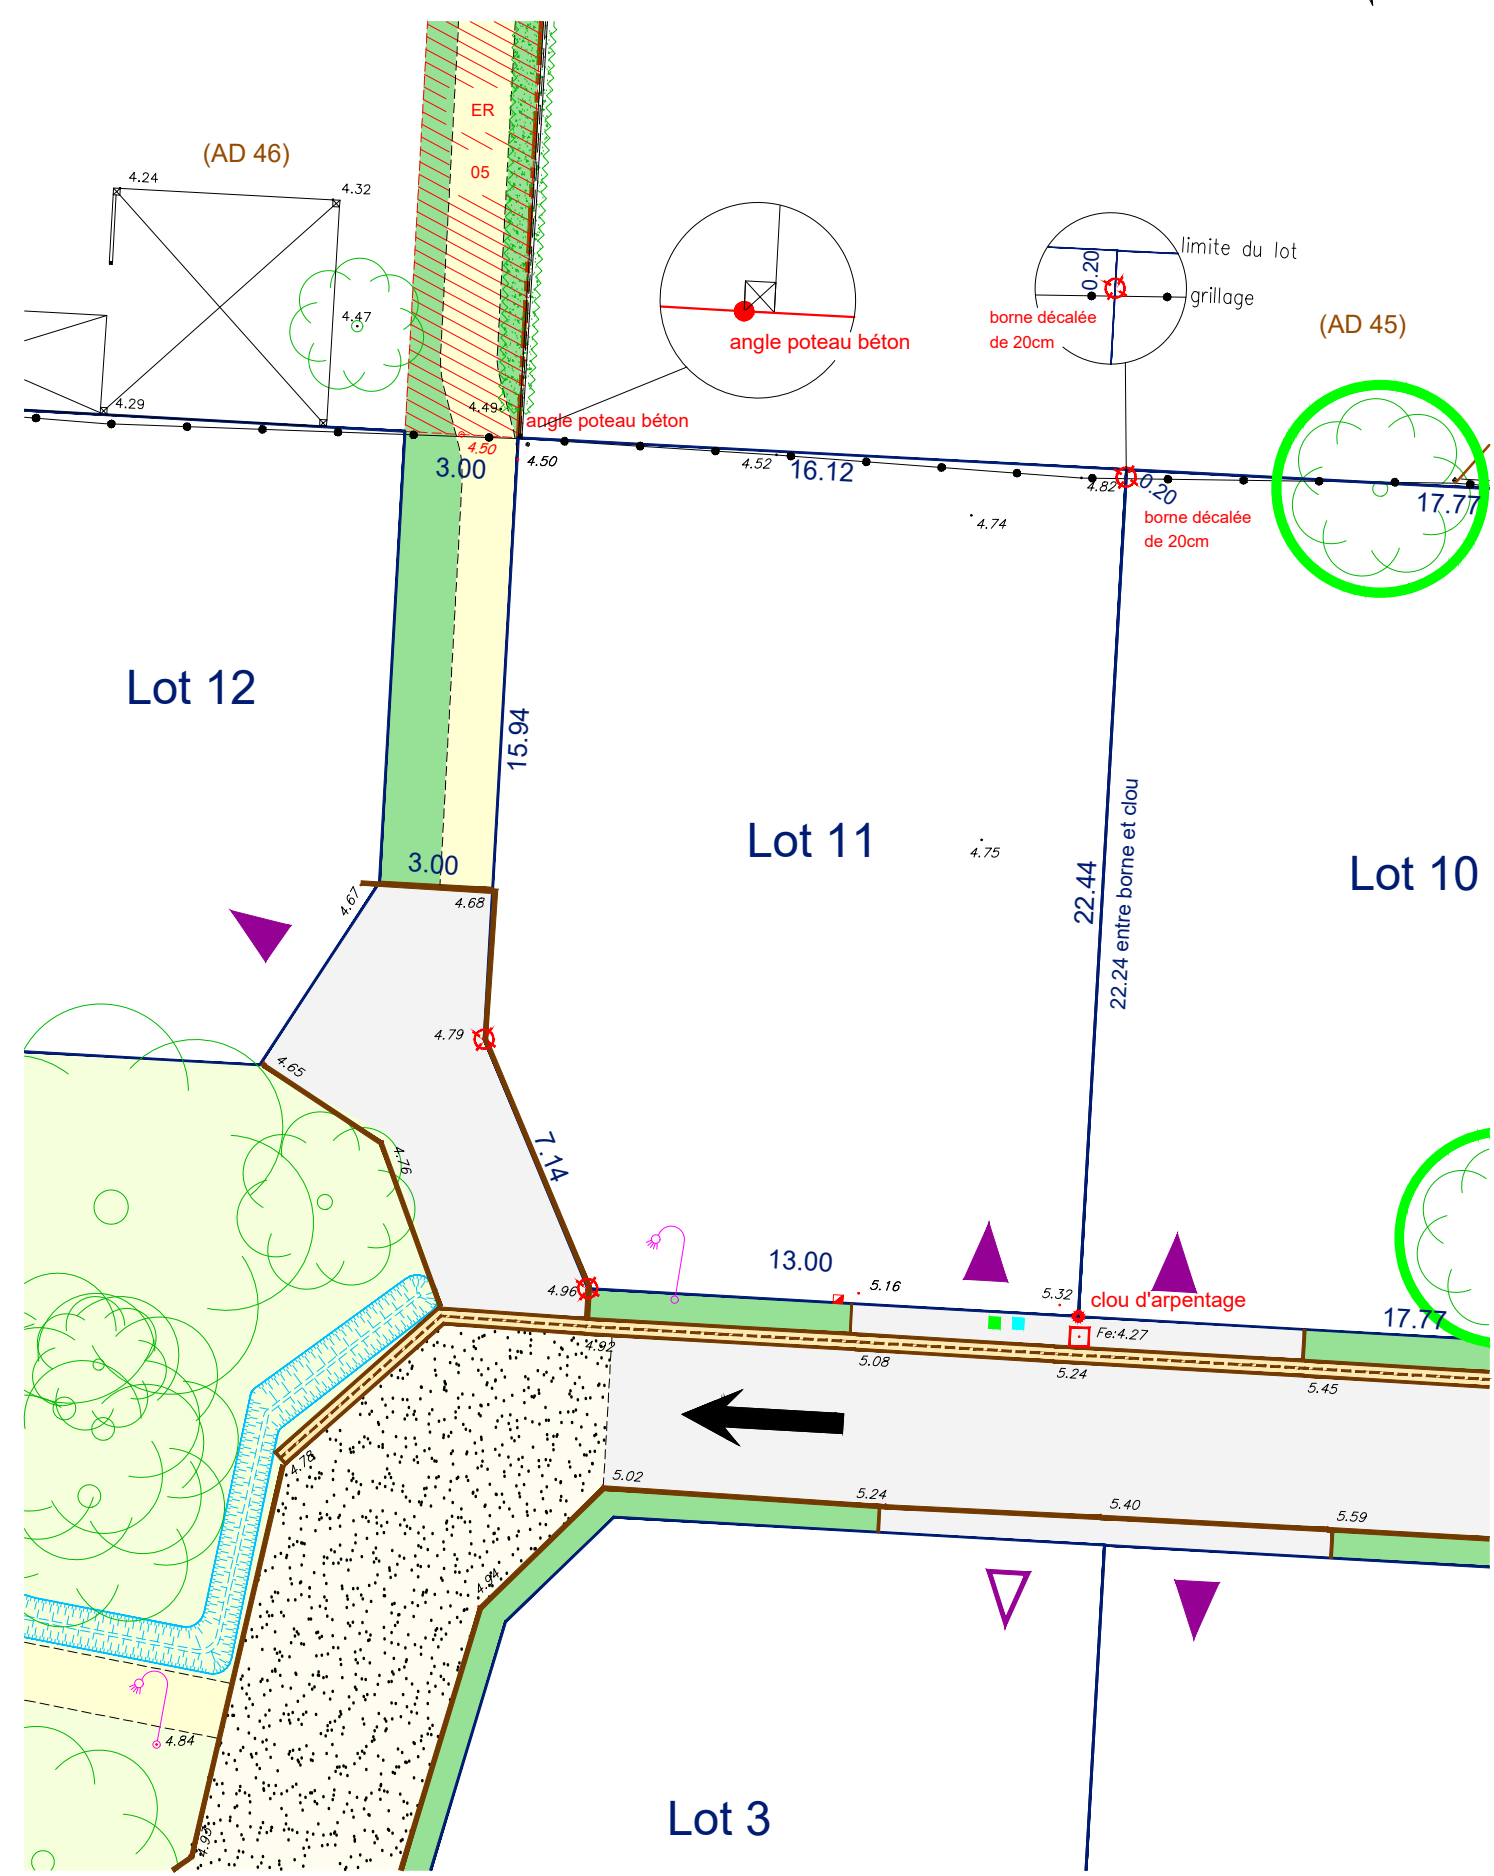 ER
05
(AD 46)
4.24
4.32
4.47
4.29
limite du lot
0.20
grillage
borne décalée
de 20cm
angle poteau béton
(AD 45)
4.49
angle poteau béton
4.50
4.50
3.00
4.52
16.12
4.82
0.20
17.77
borne décalée
de 20cm
4.74
Lot 12
15.94
Lot 11
4.75
Lot 10
22.44
22.24 entre borne et clou
3.00
4.67
4.68
4.79
4.65
4.76
7.14
13.00
4.96
5.16
5.32
clou d'arpentage
Fe:4.27
17.77
4.92
5.08
5.24
5.45
4.78
5.02
5.24
5.40
5.59
4.94
4.84
4.93
Lot 3